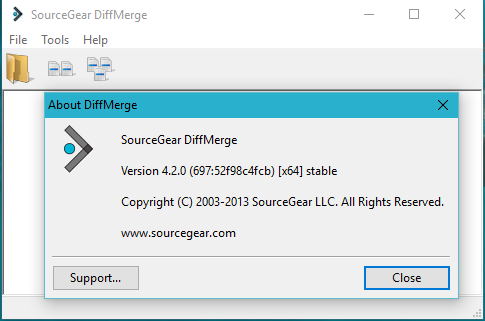 SourceGear DiffMerge
File Tools Help
About DiffMerge
SourceGear DiffMerge
Version 4.2.0 (697:52f98c4fcb) [x64] stable
Copyright (C) 2003-2013 SourceGear LLC. All Rights Reserved.
www.sourcegear.com
Support... Close